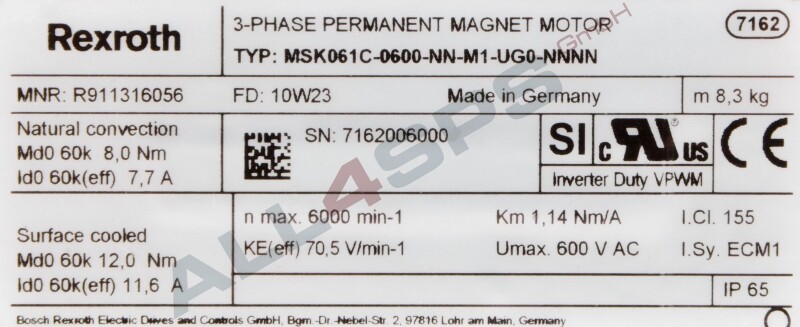 Rexroth
3-PHASE PERMANENT MAGNET MOTOR
7162
TYP: MSK061C-0600-NN-M1-UG0-NNNN
MNR: R911316056 FD: 10W23 Made in Germany m 8,3 kg
Natural convection
Md0 60k 8,0 Nm
Id0 60k(eff) 7,7 A
SN: 7162006000
SI c RU us CE
Inverter Duty VPWM
Surface cooled
Md0 60k 12,0 Nm
Id0 60k(eff) 11,6 A
n max. 6000 min-1 Km 1,14 Nm/A I.Cl. 155
KE(eff) 70,5 V/min-1 Umax. 600 V AC I.Sy. ECM1
IP 65
Bosch Rexroth Electric Drives and Controls GmbH, Bgm.-Dr.-Nebel-Str. 2, 97816 Lohr am Main, Germany
ALL4SPS GmbH